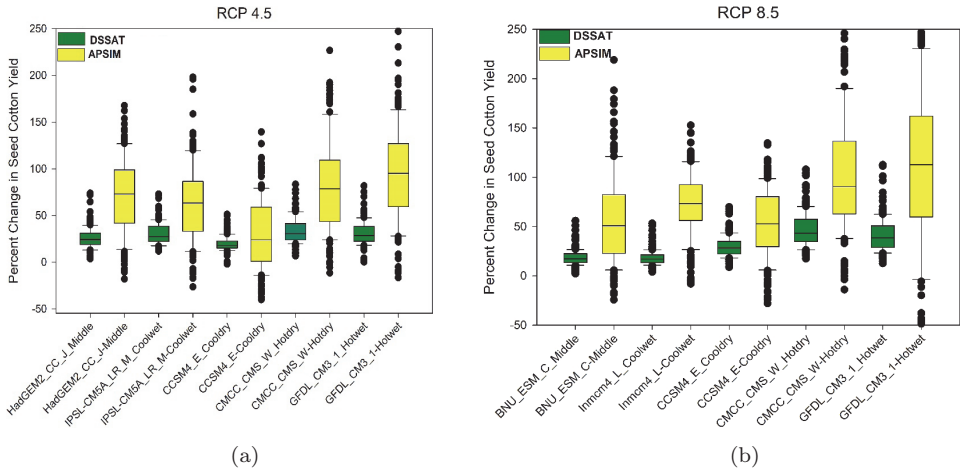 RCP 4.5
DSSAT
APSIM
Percent Change in Seed Cotton Yield
250
200
150
100
50
0
-50
HadGEM2_CC_J_Middle
HadGEM2_CC_J-Middle
IPSL-CM5A_LR_M_Coolwet
IPSL-CM5A_LR_M-Coolwet
CCSM4_E_Cooldry
CCSM4_E-Cooldry
CMCC_CMS_W_Hotdry
CMCC_CMS_W-Hotdry
GFDL_CM3_1_Hotwet
GFDL_CM3_1-Hotwet
(a)
RCP 8.5
DSSAT
APSIM
Percent Change in Seed Cotton Yield
250
200
150
100
50
0
-50
BNU_ESM_C_Middle
BNU_ESM_C-Middle
Inmcm4_L_Coolwet
Inmcm4_L-Coolwet
CCSM4_E_Cooldry
CCSM4_E-Cooldry
CMCC_CMS_W_Hotdry
CMCC_CMS_W-Hotdry
GFDL_CM3_1_Hotwet
GFDL_CM3_1-Hotwet
(b)